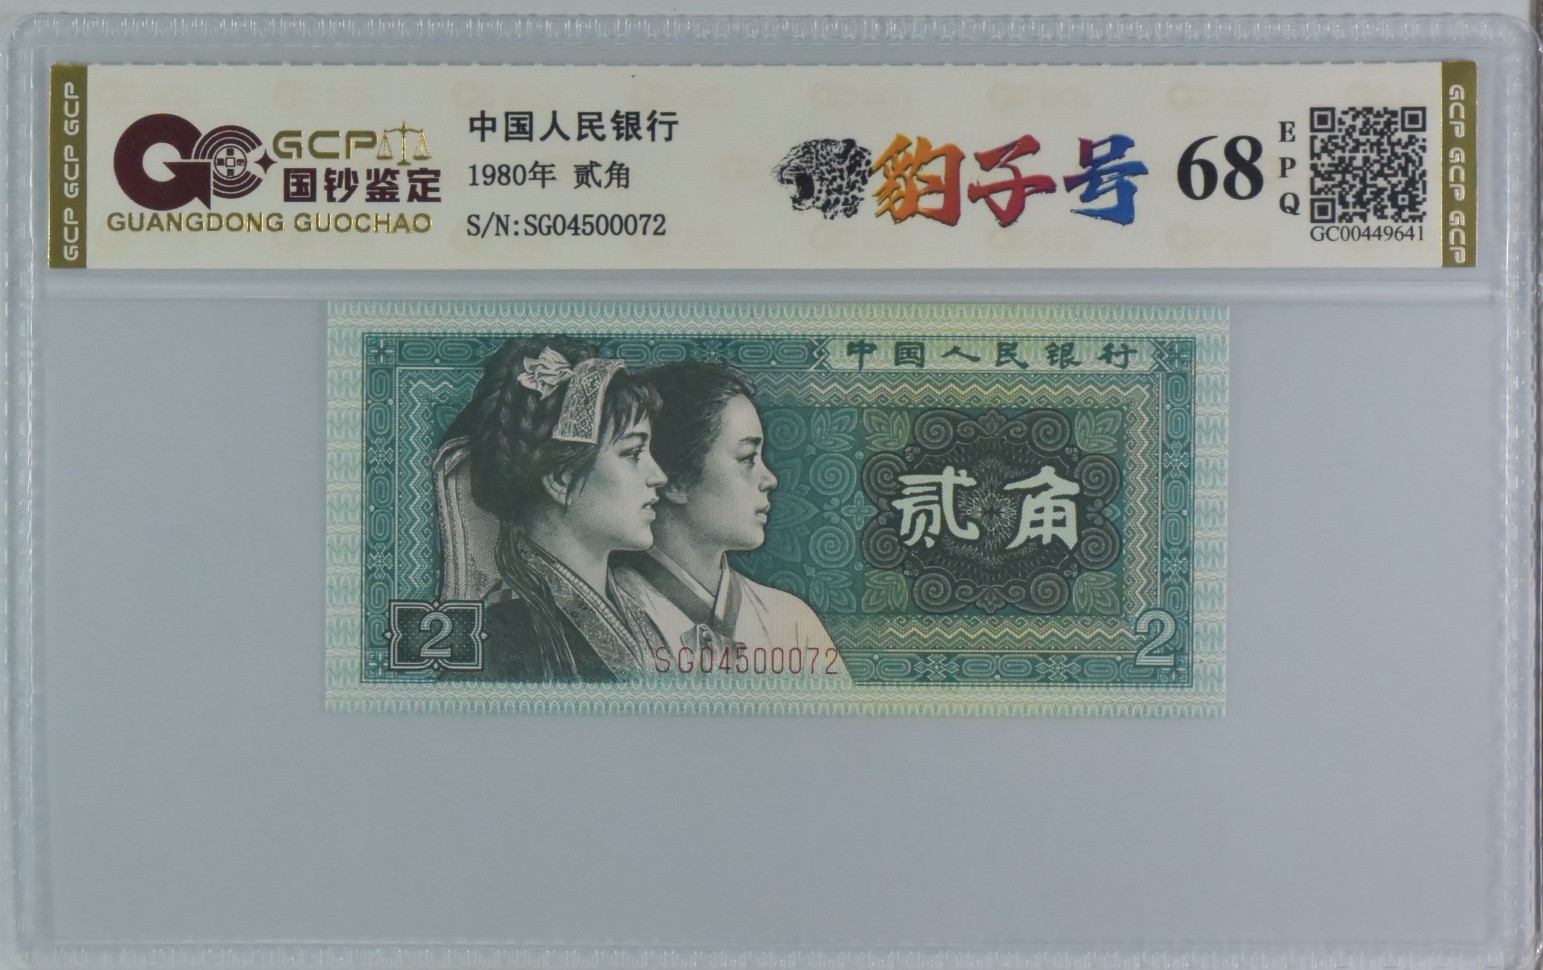 GCP GCP GCP
GCP
国钞鉴定
GUANGDONG GUOCHAO
中国人民银行
1980年 贰角
S/N:SG04500072
豹子号
68
EPQ
GC00449641
GCP GCP GCP
中国人民银行
贰角
2
2
SG04500072